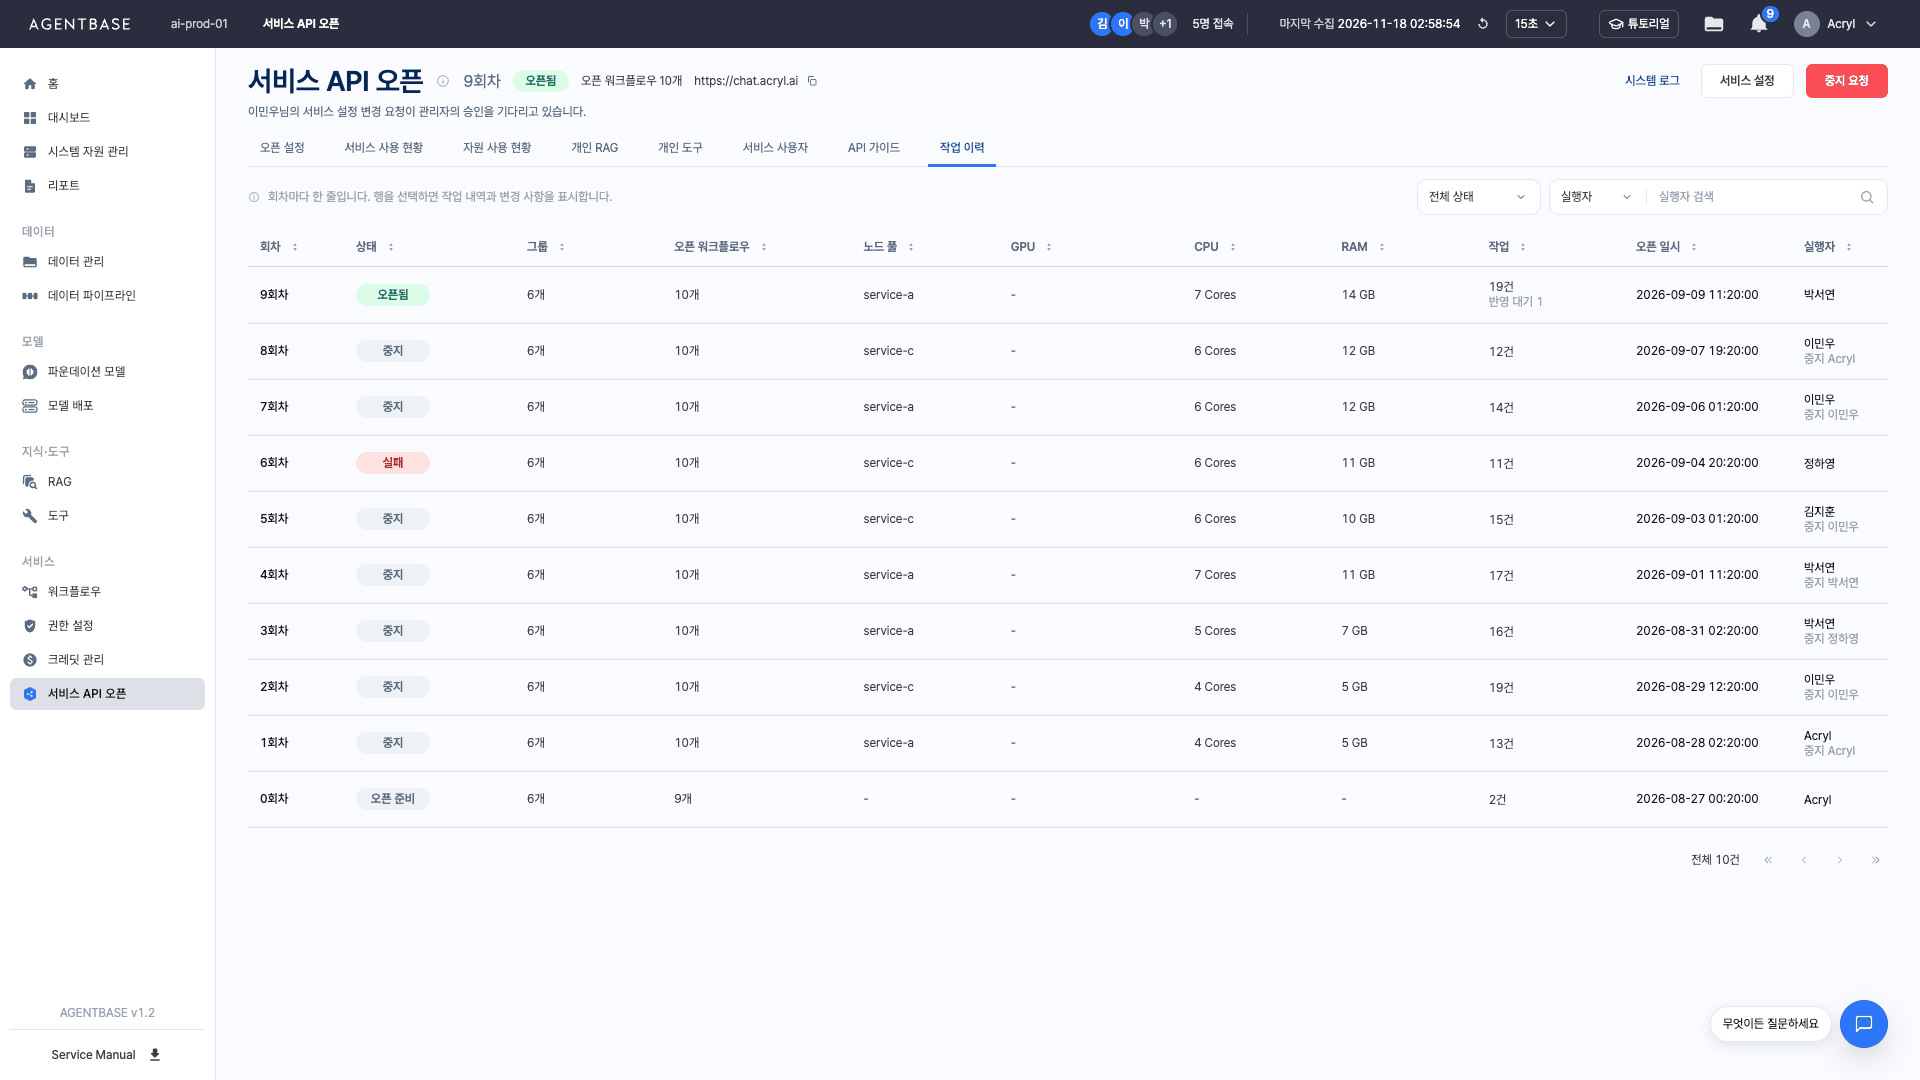 AGENTBASE
ai-prod-01
서비스 API 오픈
김 이 박 +1 5명 접속
마지막 수집 2026-11-18 02:58:54
15초
튜토리얼
9
A Acryl
홈
대시보드
시스템 자원 관리
리포트
데이터
데이터 관리
데이터 파이프라인
모델
파운데이션 모델
모델 배포
지식·도구
RAG
도구
서비스
워크플로우
권한 설정
크레딧 관리
서비스 API 오픈
AGENTBASE v1.2
Service Manual
서비스 API 오픈 9회차 오픈됨 오픈 워크플로우 10개 https://chat.acryl.ai
시스템 로그 서비스 설정 중지 요청
이민우님의 서비스 설정 변경 요청이 관리자의 승인을 기다리고 있습니다.
오픈 설정 서비스 사용 현황 자원 사용 현황 개인 RAG 개인 도구 서비스 사용자 API 가이드 작업 이력
회차마다 한 줄입니다. 행을 선택하면 작업 내역과 변경 사항을 표시합니다.
전체 상태 실행자 실행자 검색
회차 상태 그룹 오픈 워크플로우 노드 풀 GPU CPU RAM 작업 오픈 일시 실행자
9회차 오픈됨 6개 10개 service-a - 7 Cores 14 GB 19건 2026-09-09 11:20:00 박서연
반영 대기 1
8회차 중지 6개 10개 service-c - 6 Cores 12 GB 12건 2026-09-07 19:20:00 이민우
중지 Acryl
7회차 중지 6개 10개 service-a - 6 Cores 12 GB 14건 2026-09-06 01:20:00 이민우
중지 이민우
6회차 실패 6개 10개 service-c - 6 Cores 11 GB 11건 2026-09-04 20:20:00 정하영
5회차 중지 6개 10개 service-c - 6 Cores 10 GB 15건 2026-09-03 01:20:00 김지훈
중지 이민우
4회차 중지 6개 10개 service-a - 7 Cores 11 GB 17건 2026-09-01 11:20:00 박서연
중지 박서연
3회차 중지 6개 10개 service-a - 5 Cores 7 GB 16건 2026-08-31 02:20:00 박서연
중지 정하영
2회차 중지 6개 10개 service-c - 4 Cores 5 GB 19건 2026-08-29 12:20:00 이민우
중지 이민우
1회차 중지 6개 10개 service-a - 4 Cores 5 GB 13건 2026-08-28 02:20:00 Acryl
중지 Acryl
0회차 오픈 준비 6개 9개 - - - - 2건 2026-08-27 00:20:00 Acryl
전체 10건
무엇이든 질문하세요